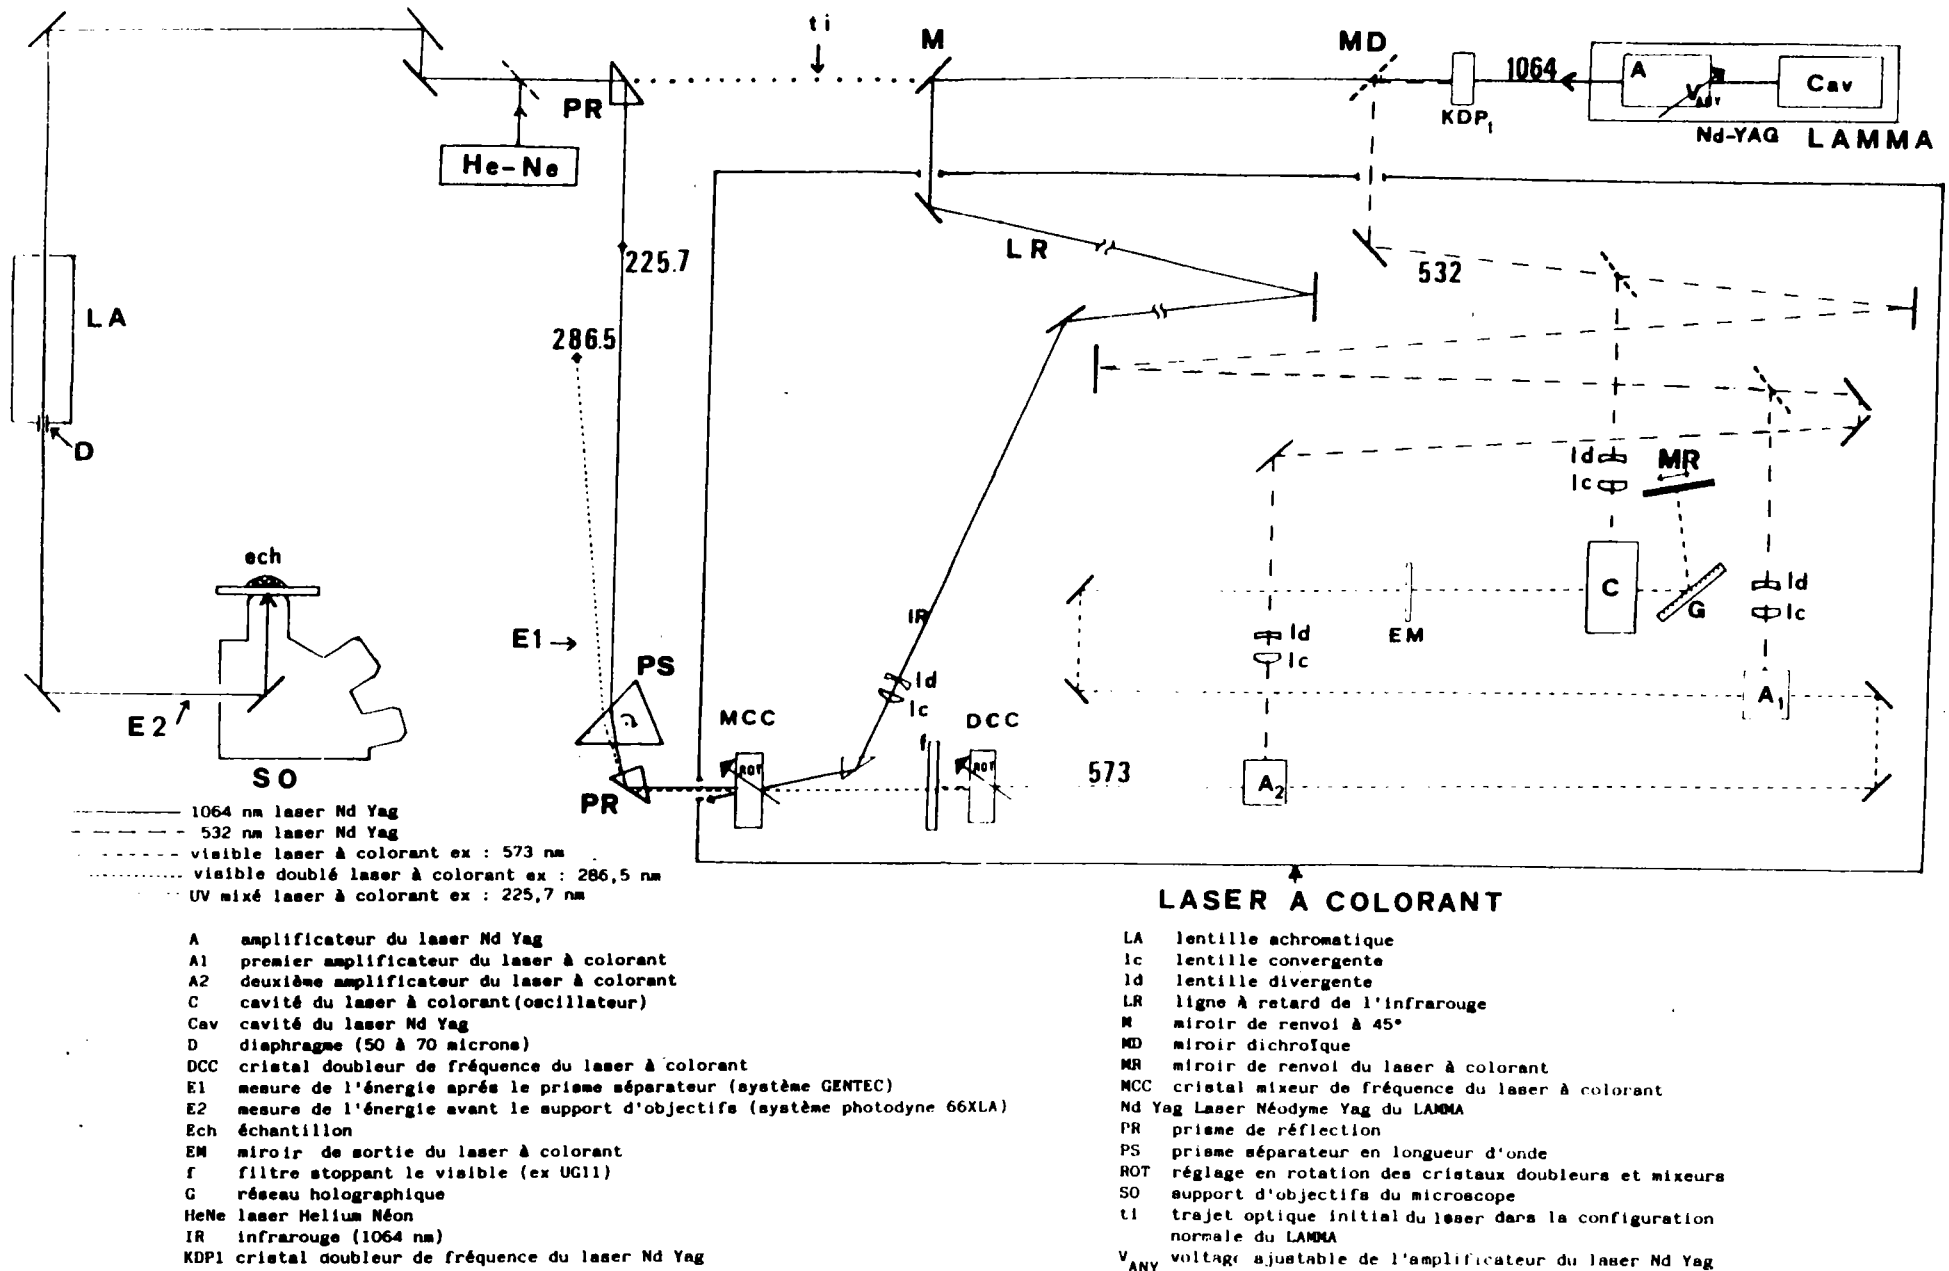 ti
M
MD
1064
A
V ANY
Cav
KDP1
Nd-YAG
LAMMA
PR
He-Ne
225.7
LR
532
286.5
LA
D
ld
lc
MR
ech
C
G
ld
lc
EM
E1
PS
IR
ld
lc
ld
lc
A1
E2
MCC
DCC
f
ROT
ROT
573
A2
SO
PR
1064 nm laser Nd Yag
532 nm laser Nd Yag
visible laser à colorant ex : 573 nm
visible doublé laser à colorant ex : 286,5 nm
UV mixé laser à colorant ex : 225,7 nm
LASER A COLORANT
A amplificateur du laser Nd Yag
A1 premier amplificateur du laser à colorant
A2 deuxième amplificateur du laser à colorant
C cavité du laser à colorant(oscillateur)
Cav cavité du laser Nd Yag
D diaphragme (50 à 70 microns)
DCC cristal doubleur de fréquence du laser à colorant
E1 mesure de l'énergie aprés le prisme séparateur (système GENTEC)
E2 mesure de l'énergie avant le support d'objectifs (système photodyne 66XLA)
Ech échantillon
EM miroir de sortie du laser à colorant
f filtre stoppant le visible (ex UG11)
G réseau holographique
HeNe laser Helium Néon
IR infrarouge (1064 nm)
KDP1 cristal doubleur de fréquence du laser Nd Yag
LA lentille achromatique
lc lentille convergente
ld lentille divergente
LR ligne à retard de l'infrarouge
M miroir de renvoi à 45°
MD miroir dichroïque
MR miroir de renvoi du laser à colorant
MCC cristal mixeur de fréquence du laser à colorant
Nd Yag Laser Néodyme Yag du LAMMA
PR prisme de réflection
PS prisme séparateur en longueur d'onde
ROT réglage en rotation des cristaux doubleurs et mixeurs
SO support d'objectifs du microscope
ti trajet optique initial du laser dans la configuration
normale du LAMMA
V ANY voltage ajustable de l'amplificateur du laser Nd Yag